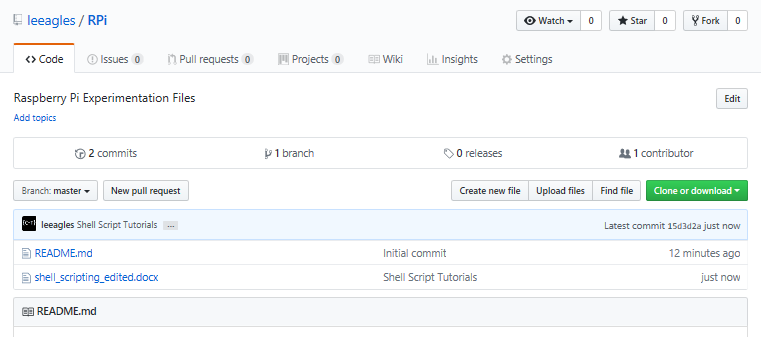 leeagles / RPi
Watch 0 Star 0 Fork 0
Code Issues 0 Pull requests 0 Projects 0 Wiki Insights Settings
Raspberry Pi Experimentation Files Edit
Add topics
2 commits 1 branch 0 releases 1 contributor
Branch: master New pull request Create new file Upload files Find file Clone or download
leeagles Shell Script Tutorials ... Latest commit 15d3d2a just now
README.md Initial commit 12 minutes ago
shell_scripting_edited.docx Shell Script Tutorials just now
README.md